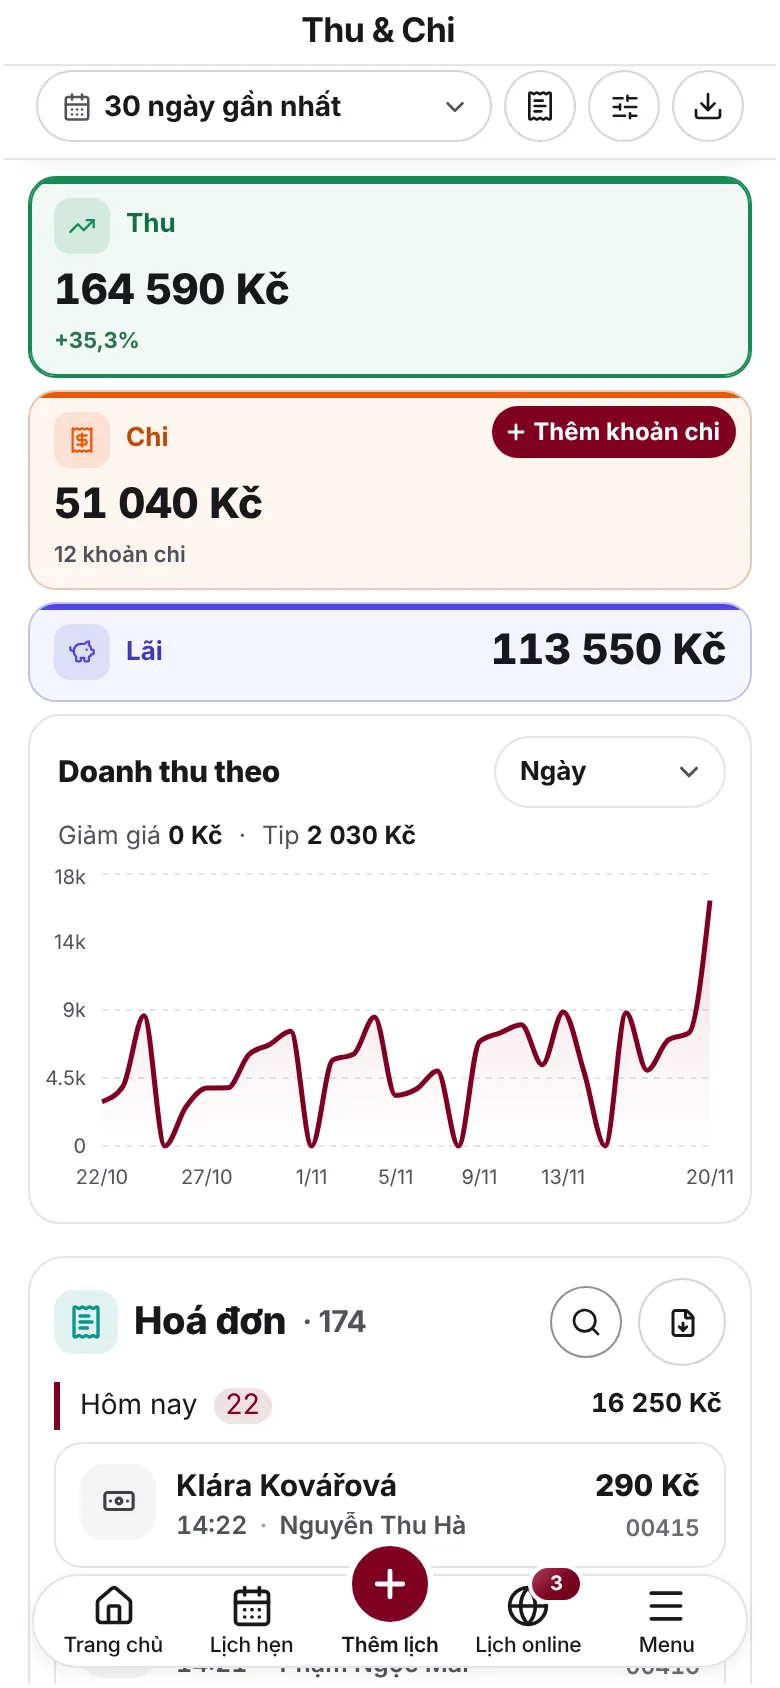 Thu & Chi
30 ngày gần nhất
Thu
164 590 Kč
+35,3%
Chi
+ Thêm khoản chi
51 040 Kč
12 khoản chi
Lãi
113 550 Kč
Doanh thu theo
Ngày
Giảm giá 0 Kč · Tip 2 030 Kč
18k
14k
9k
4.5k
0
22/10 27/10 1/11 5/11 9/11 13/11 20/11
Hoá đơn · 174
Hôm nay 22
16 250 Kč
Klára Kovářová
290 Kč
14:22 · Nguyễn Thu Hà
00415
3
Trang chủ
Lịch hẹn
Thêm lịch
Lịch online
Menu